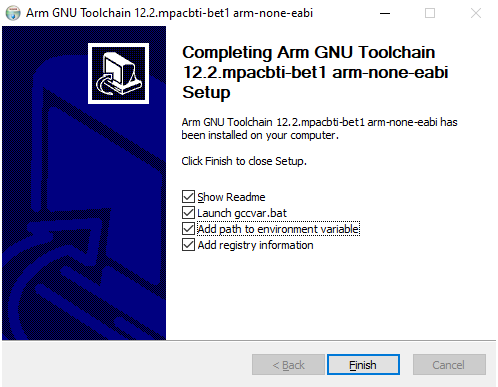 Arm GNU Toolchain 12.2.mpacbti-bet1 arm-none-eabi
Completing Arm GNU Toolchain
12.2.mpacbti-bet1 arm-none-eabi
Setup
Arm GNU Toolchain 12.2.mpacbti-bet1 arm-none-eabi has
been installed on your computer.
Click Finish to close Setup.
Show Readme
Launch gccvar.bat
Add path to environment variable
Add registry information
< Back
Finish
Cancel